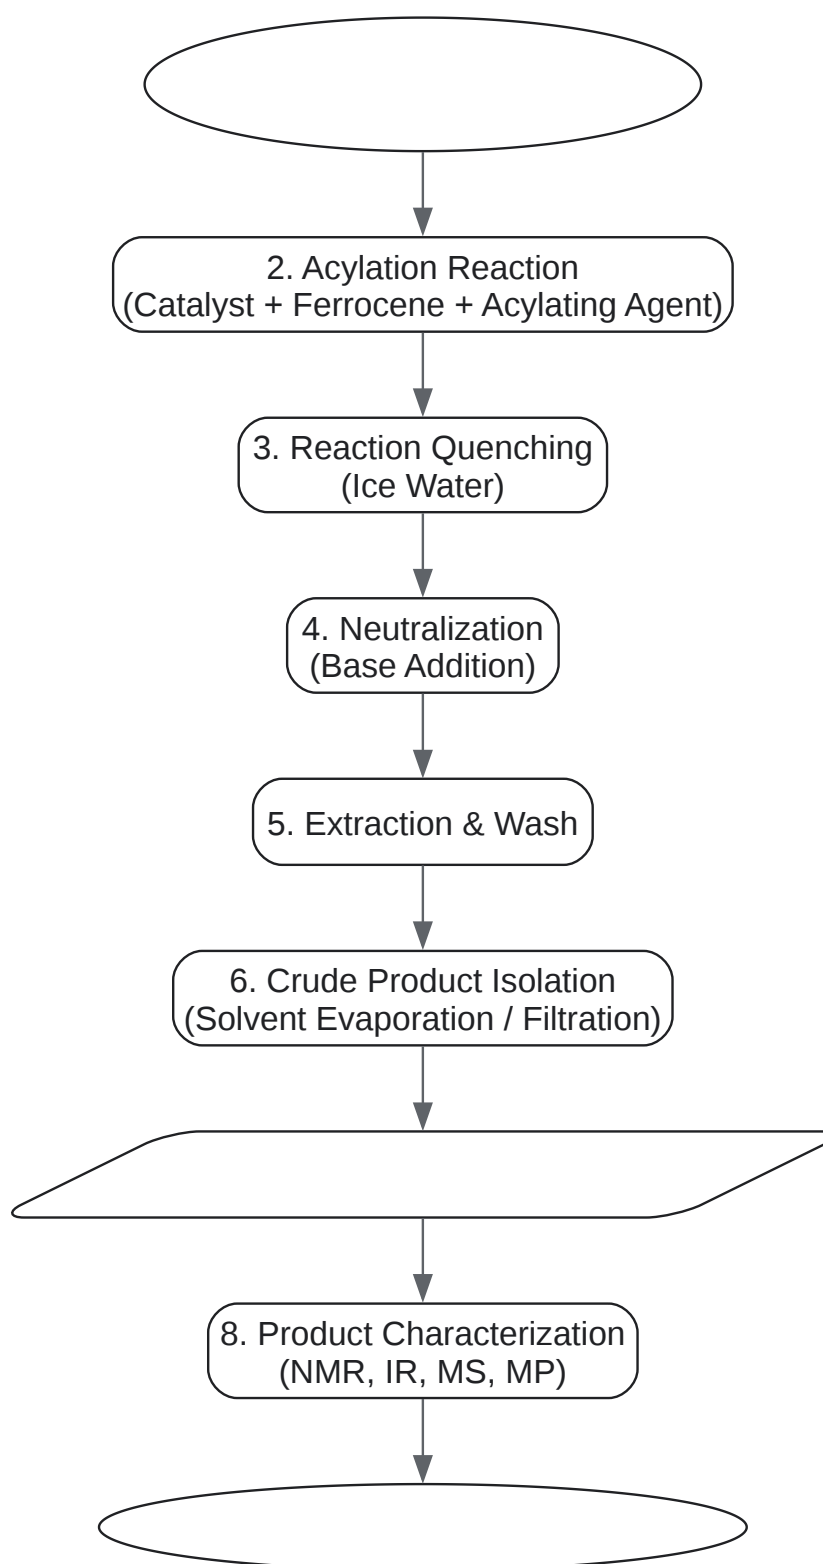 2. Acylation Reaction
(Catalyst + Ferrocene + Acylating Agent)
3. Reaction Quenching
(Ice Water)
4. Neutralization
(Base Addition)
5. Extraction & Wash
6. Crude Product Isolation
(Solvent Evaporation / Filtration)
8. Product Characterization
(NMR, IR, MS, MP)